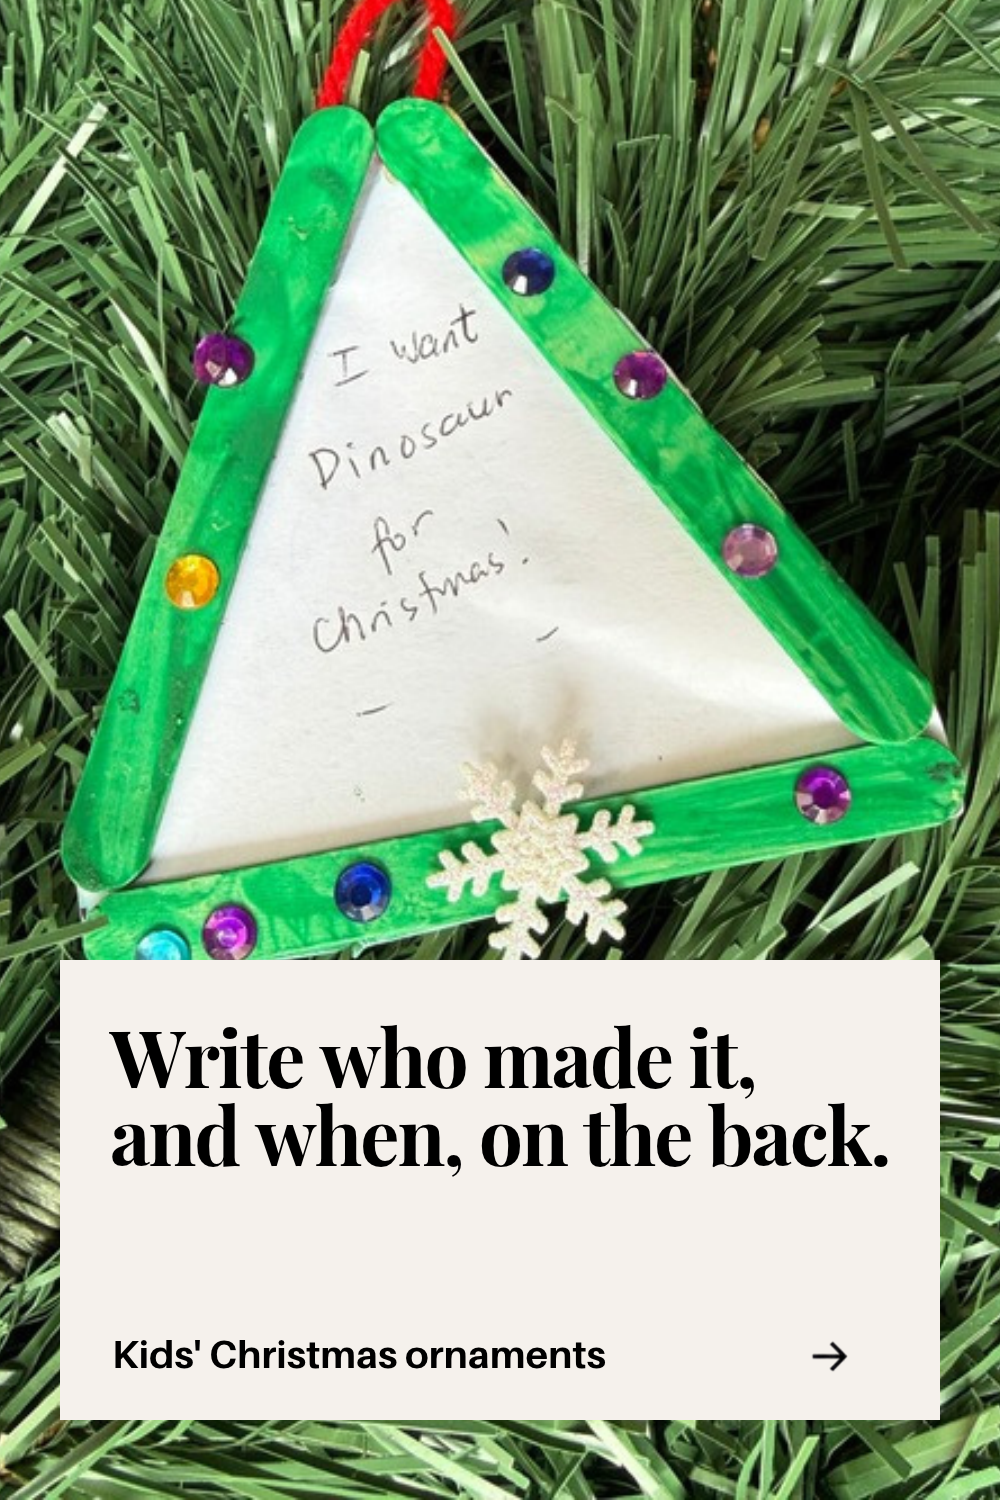 I want
Dinosaur
for
Christmas!
Write who made it,
and when, on the back.
Kids' Christmas ornaments →